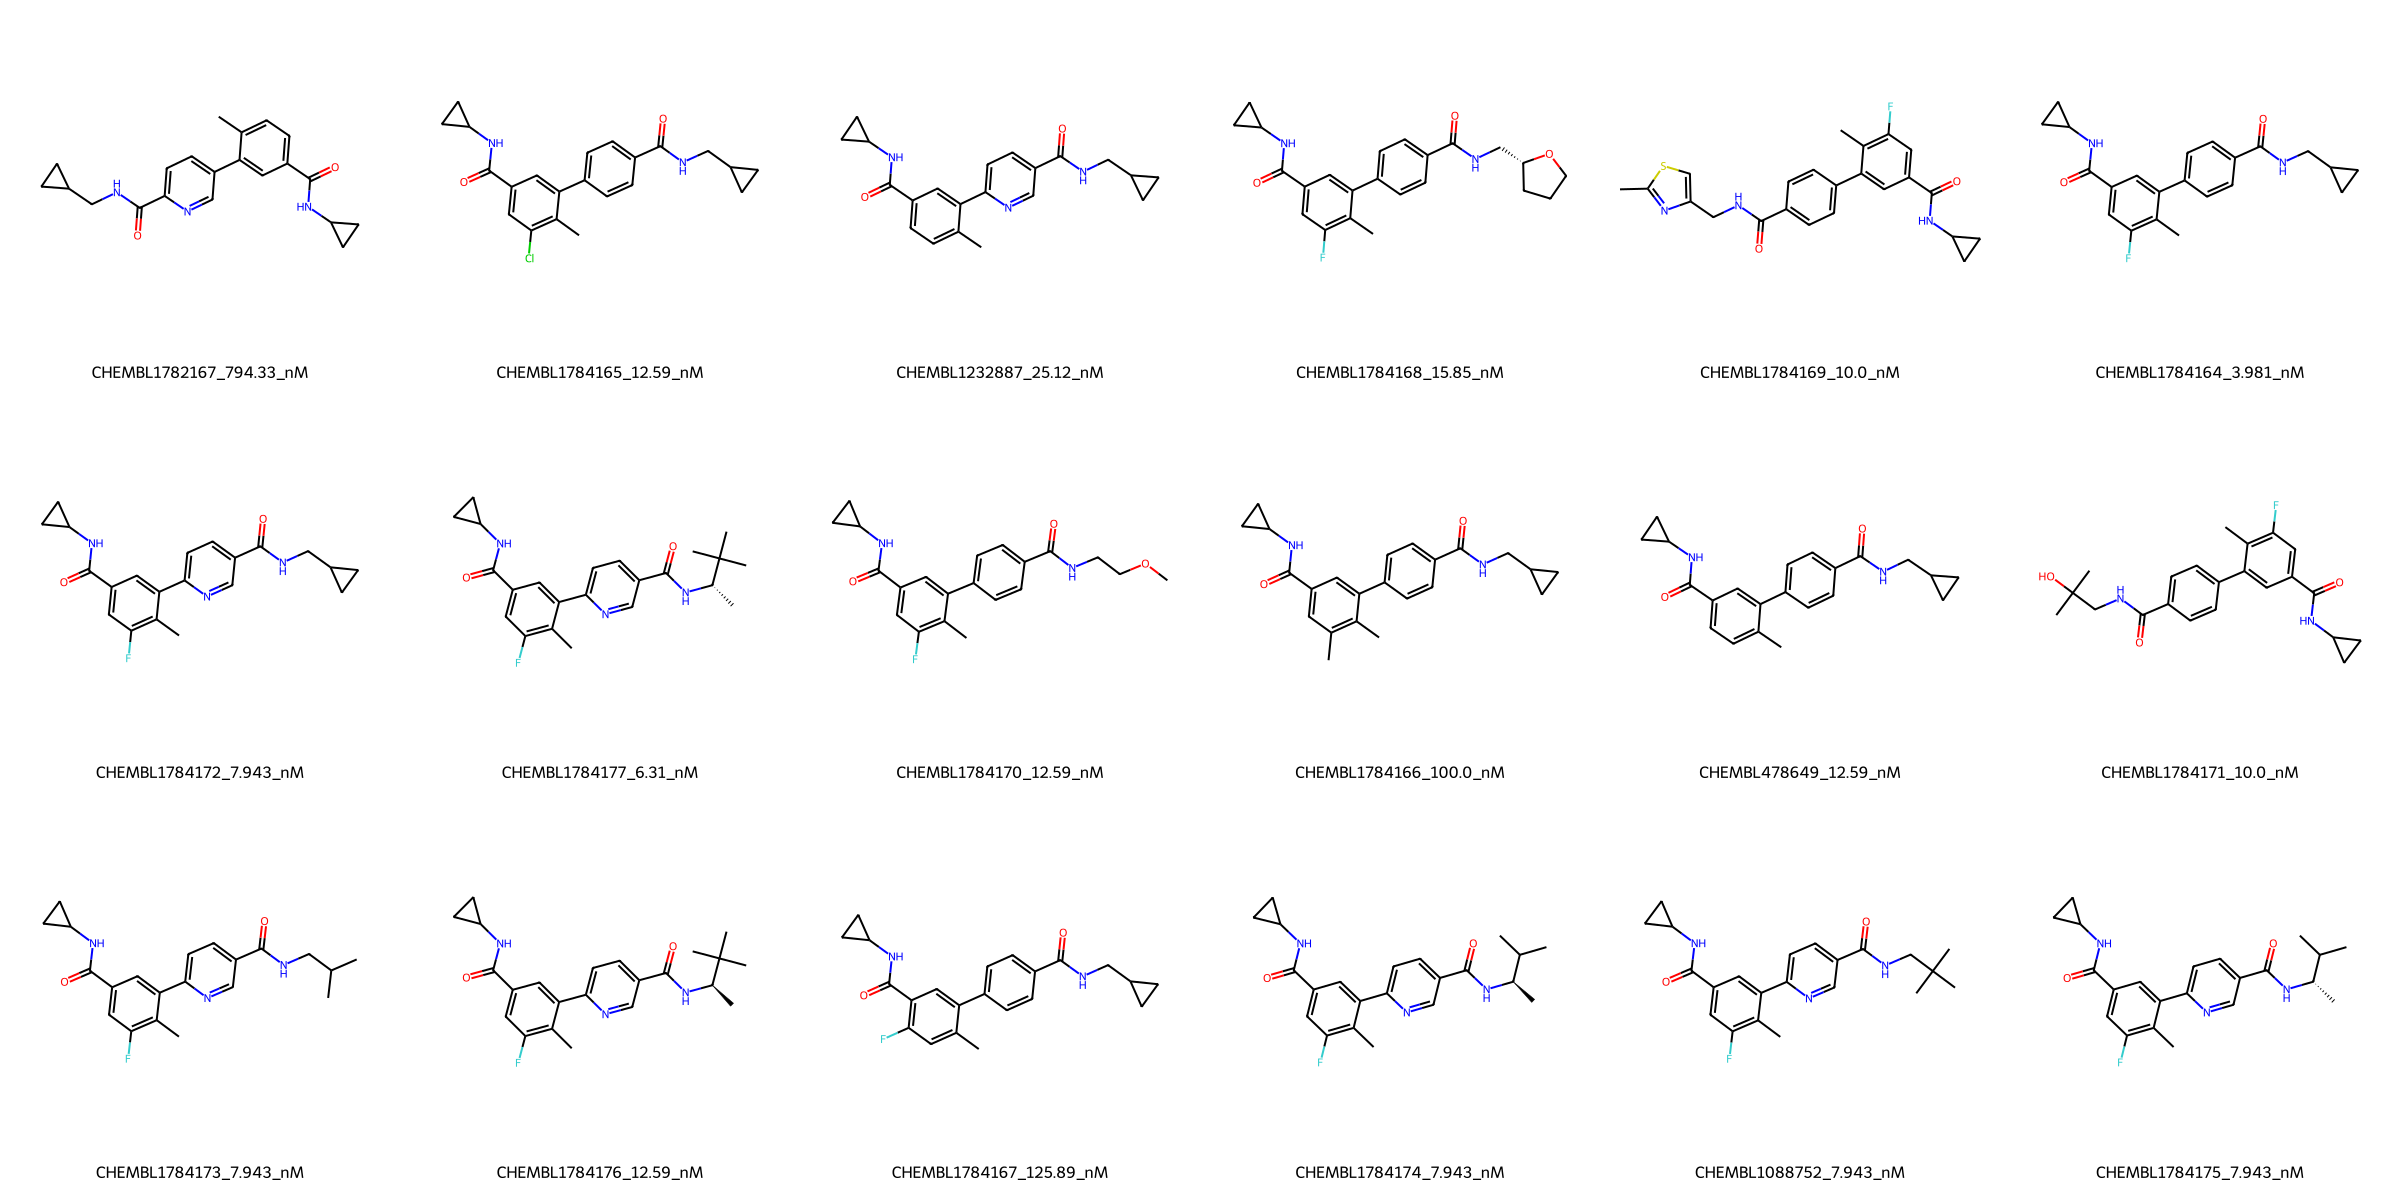 CHEMBL1782167_794.33_nM
CHEMBL1784165_12.59_nM
CHEMBL1232887_25.12_nM
CHEMBL1784168_15.85_nM
CHEMBL1784169_10.0_nM
CHEMBL1784164_3.981_nM
CHEMBL1784172_7.943_nM
CHEMBL1784177_6.31_nM
CHEMBL1784170_12.59_nM
CHEMBL1784166_100.0_nM
CHEMBL478649_12.59_nM
CHEMBL1784171_10.0_nM
CHEMBL1784173_7.943_nM
CHEMBL1784176_12.59_nM
CHEMBL1784167_125.89_nM
CHEMBL1784174_7.943_nM
CHEMBL1088752_7.943_nM
CHEMBL1784175_7.943_nM